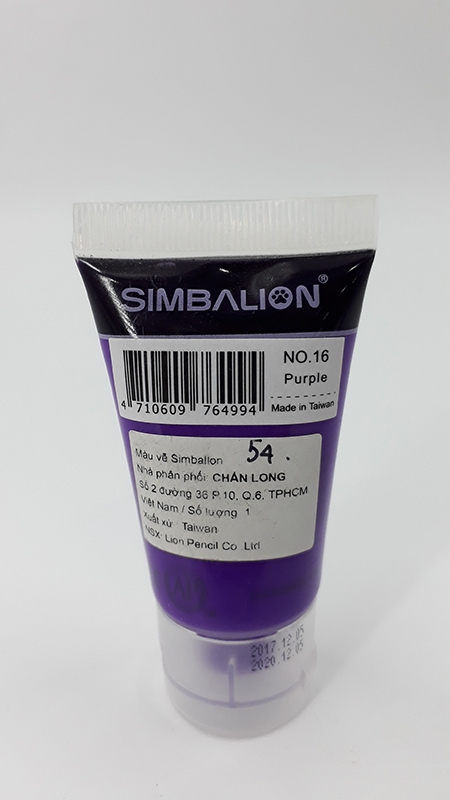 SIMBALION®
NO.16
Purple
4 710609 764994
Made in Taiwan
Màu vẽ Simbalion 54.
Nhà phân phối: CHẤN LONG
Số 2 đường 36 P.10, Q.6, TPHCM
Việt Nam / Số lượng 1
Xuất xứ Taiwan
NSX: Lion Pencil Co. Ltd
2017.12.05
2020.12.05